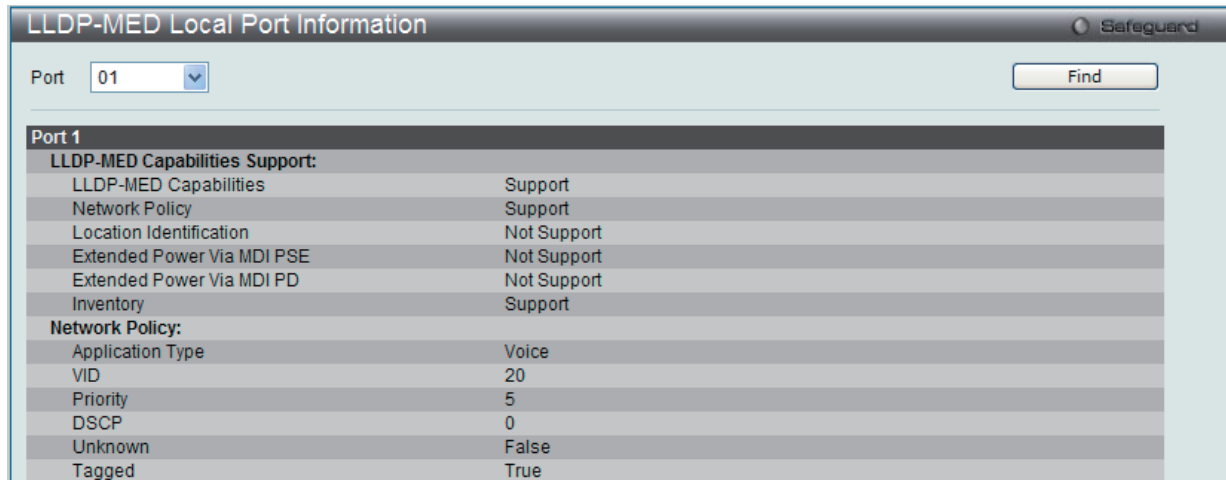 LLDP-MED Local Port Information
Safeguard
Port 01
Find
Port 1
LLDP-MED Capabilities Support:
LLDP-MED Capabilities Support
Network Policy Support
Location Identification Not Support
Extended Power Via MDI PSE Not Support
Extended Power Via MDI PD Not Support
Inventory Support
Network Policy:
Application Type Voice
VID 20
Priority 5
DSCP 0
Unknown False
Tagged True